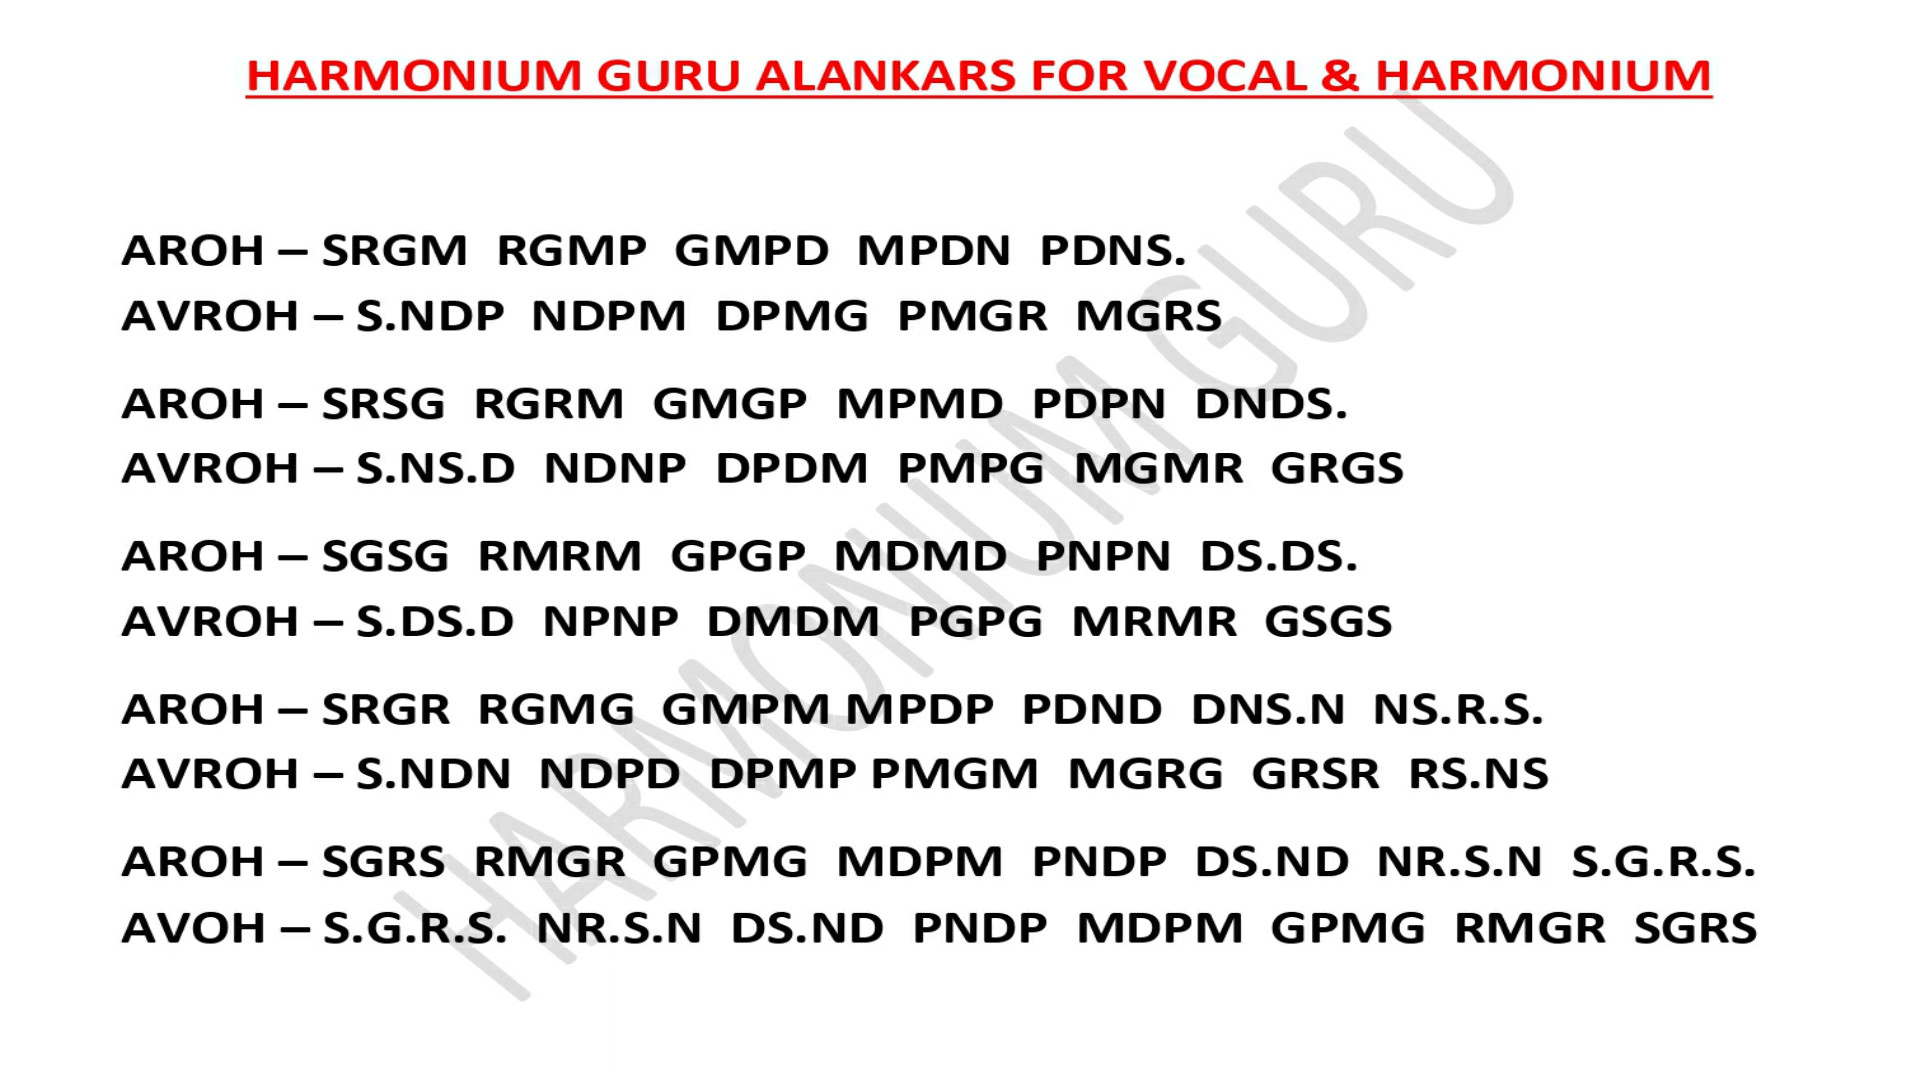 HARMONIUM GURU ALANKARS FOR VOCAL & HARMONIUM
AROH – SRGM RGMP GMPD MPDN PDNS.
AVROH – S.NDP NDPM DPMG PMGR MGRS
AROH – SRSG RGRM GMGP MPMD PDPN DNDS.
AVROH – S.NS.D NDNP DPDM PMPG MGMR GRGS
AROH – SGSG RMRM GPGP MDMD PNPN DS.DS.
AVROH – S.DS.D NPNP DMDM PGPG MRMR GSGS
AROH – SRGR RGMG GMPM MPDP PDND DNS.N NS.R.S.
AVROH – S.NDN NDPD DPMP PMGM MGRG GRSR RS.NS
AROH – SGRS RMGR GPMG MDPM PNDP DS.ND NR.S.N S.G.R.S.
AVOH – S.G.R.S. NR.S.N DS.ND PNDP MDPM GPMG RMGR SGRS
HARMONIUM GURU